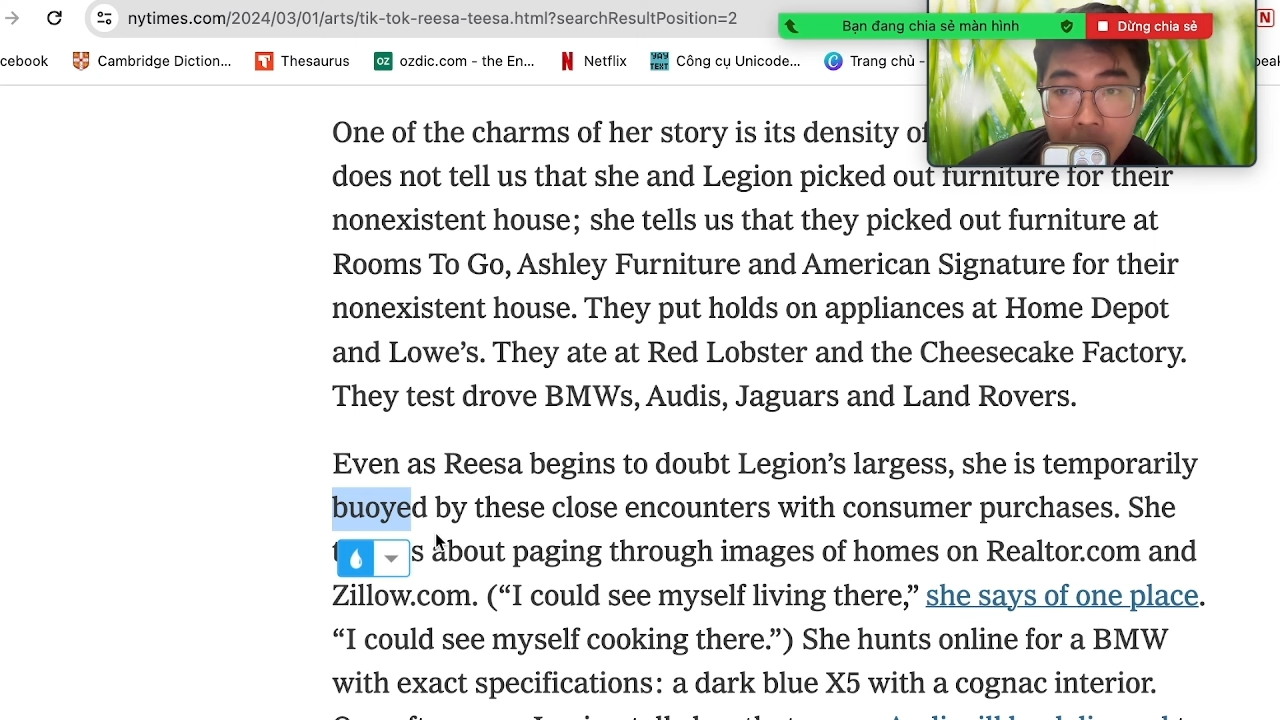 nytimes.com/2024/03/01/arts/tik-tok-reesa-teesa.html?searchResultPosition=2
Bạn đang chia sẻ màn hình
Dừng chia sẻ
cebook
Cambridge Diction...
Thesaurus
ozdic.com - the En...
Netflix
Công cụ Unicode...
Trang chủ -
One of the charms of her story is its density of
does not tell us that she and Legion picked out furniture for their
nonexistent house; she tells us that they picked out furniture at
Rooms To Go, Ashley Furniture and American Signature for their
nonexistent house. They put holds on appliances at Home Depot
and Lowe’s. They ate at Red Lobster and the Cheesecake Factory.
They test drove BMWs, Audis, Jaguars and Land Rovers.
Even as Reesa begins to doubt Legion’s largess, she is temporarily
buoyed by these close encounters with consumer purchases. She
about paging through images of homes on Realtor.com and
Zillow.com. (“I could see myself living there,” she says of one place.
“I could see myself cooking there.”) She hunts online for a BMW
with exact specifications: a dark blue X5 with a cognac interior.